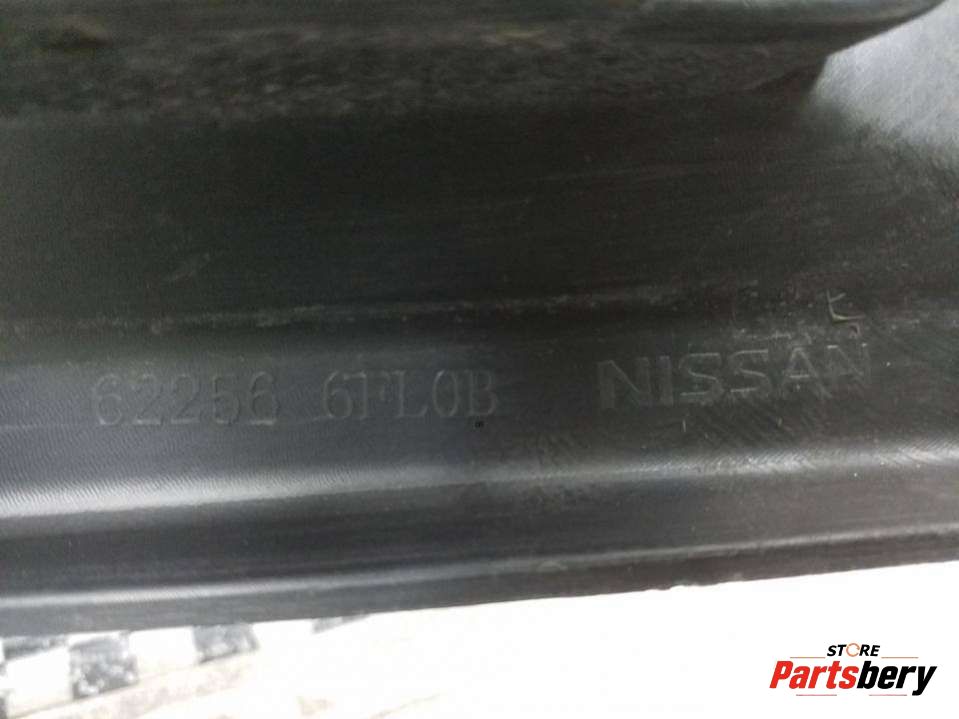 62256 6FL0B NISSAN
STORE
Partsbery